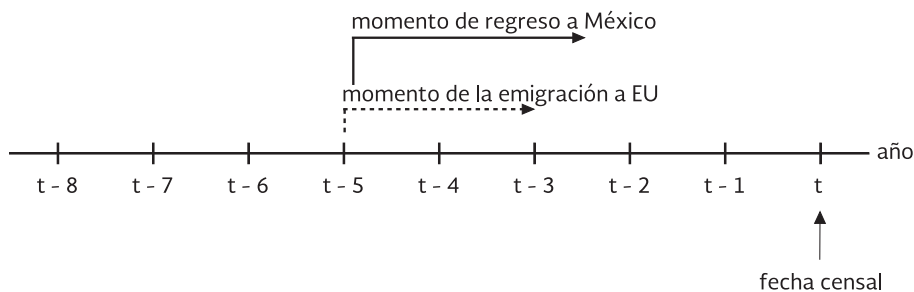 momento de regreso a México
momento de la emigración a EU
año
t - 8 t - 7 t - 6 t - 5 t - 4 t - 3 t - 2 t - 1 t
fecha censal